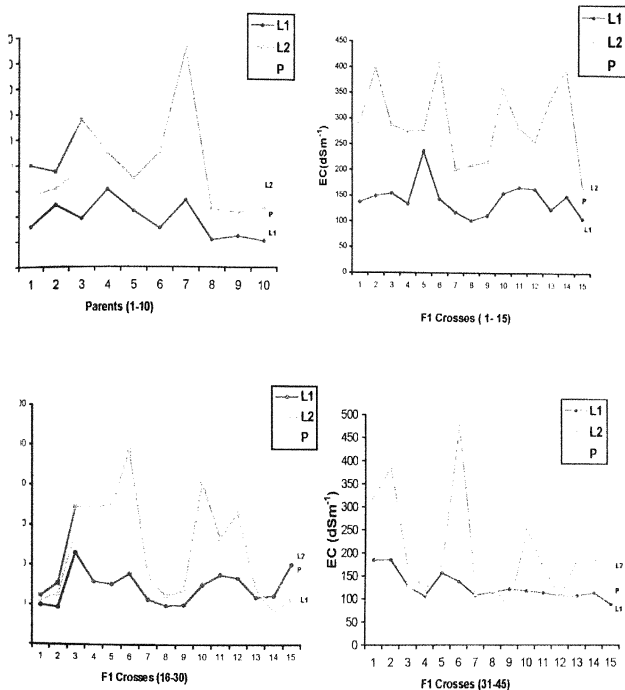 L1
L2
P
L2
P
L1
1 2 3 4 5 6 7 8 9 10
Parents (1-10)
L1
L2
P
EC(dSm-1)
450
400
350
300
250
200
150
100
50
0
L2
P
L1
1 2 3 4 5 6 7 8 9 10 11 12 13 14 15
F1 Crosses ( 1- 15)
L1
L2
P
L2
P
L1
1 2 3 4 5 6 7 8 9 10 11 12 13 14 15
F1 Crosses (16-30)
L1
L2
P
EC (dSm-1)
500
450
400
350
300
250
200
150
100
50
0
L2
P
L1
1 2 3 4 5 6 7 8 9 10 11 12 13 14 15
F1 Crosses (31-45)